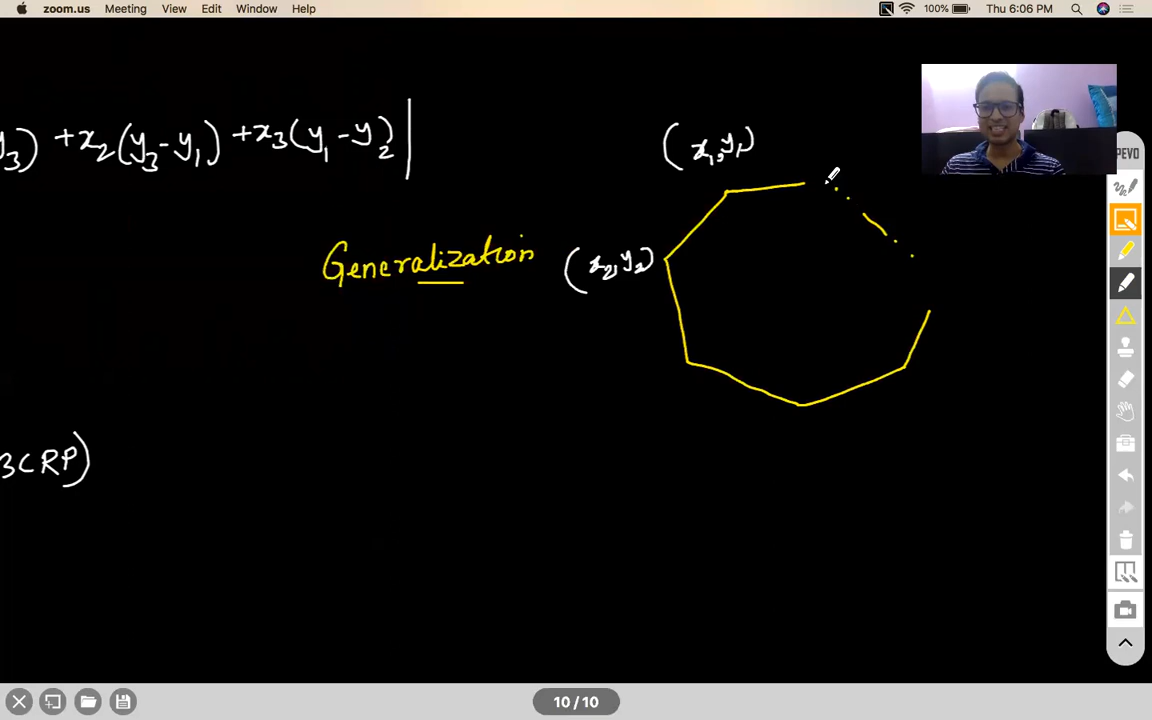 zoom.us Meeting View Edit Window Help 100% Thu 6:06 PM
y₃) +x₂(y₃-y₁) +x₃(y₁-y₂)|
(x₁,y₁)
PEVO
Generalization (x₂,y₂)
3CRP)
10/10